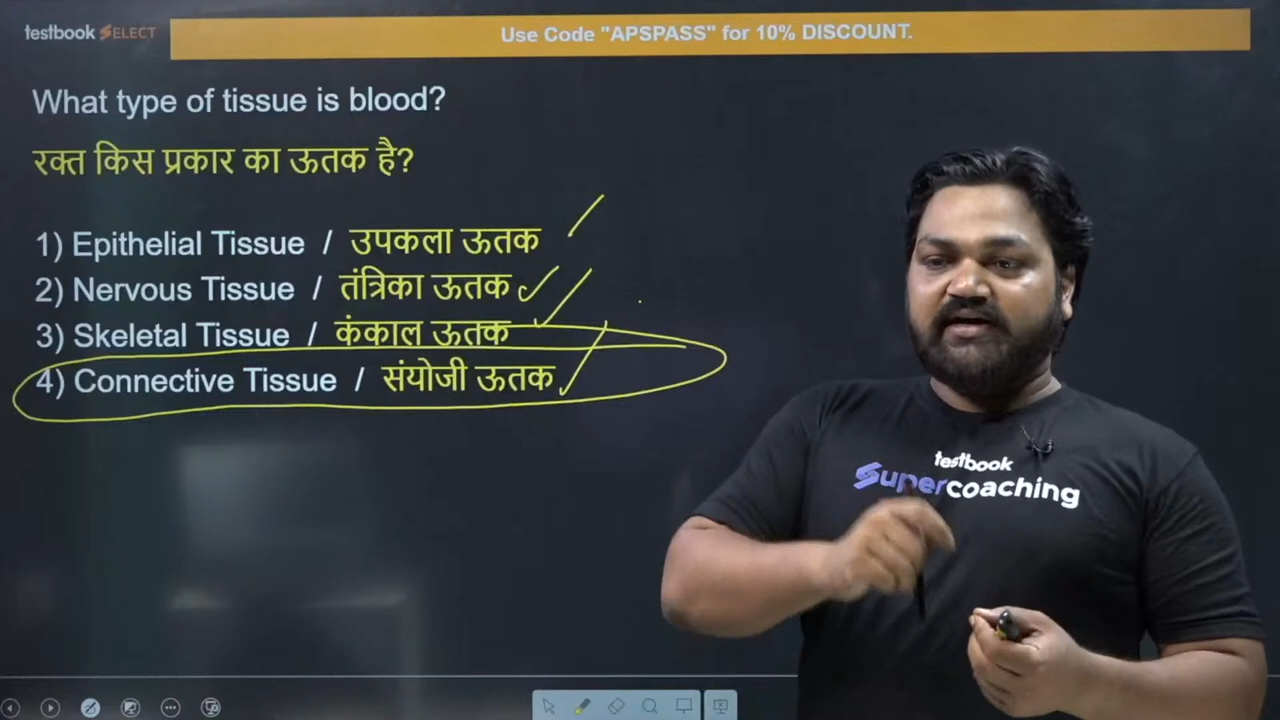 testbook SELECT
Use Code "APSPASS" for 10% DISCOUNT.
What type of tissue is blood?
रक्त किस प्रकार का ऊतक है?
1) Epithelial Tissue / उपकला ऊतक
2) Nervous Tissue / तंत्रिका ऊतक
3) Skeletal Tissue / कंकाल ऊतक
4) Connective Tissue / संयोजी ऊतक
testbook
Supercoaching